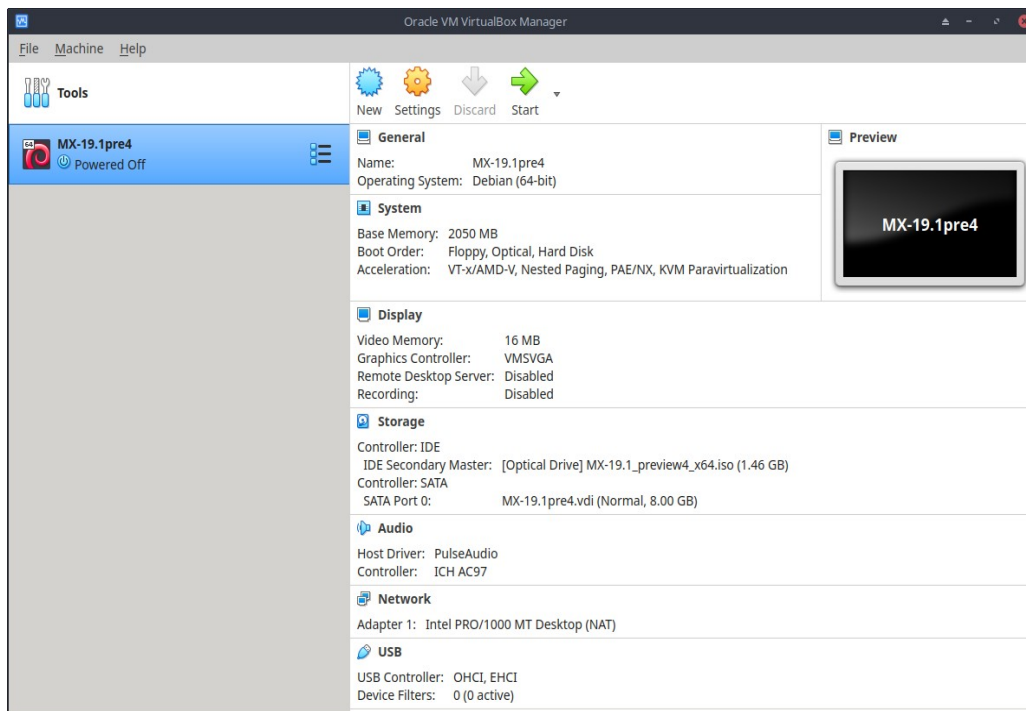 Oracle VM VirtualBox Manager
File Machine Help
Tools
New Settings Discard Start
64
MX-19.1pre4
Powered Off
General
Name: MX-19.1pre4
Operating System: Debian (64-bit)
Preview
MX-19.1pre4
System
Base Memory: 2050 MB
Boot Order: Floppy, Optical, Hard Disk
Acceleration: VT-x/AMD-V, Nested Paging, PAE/NX, KVM Paravirtualization
Display
Video Memory: 16 MB
Graphics Controller: VMSVGA
Remote Desktop Server: Disabled
Recording: Disabled
Storage
Controller: IDE
IDE Secondary Master: [Optical Drive] MX-19.1_preview4_x64.iso (1.46 GB)
Controller: SATA
SATA Port 0: MX-19.1pre4.vdi (Normal, 8.00 GB)
Audio
Host Driver: PulseAudio
Controller: ICH AC97
Network
Adapter 1: Intel PRO/1000 MT Desktop (NAT)
USB
USB Controller: OHCI, EHCI
Device Filters: 0 (0 active)